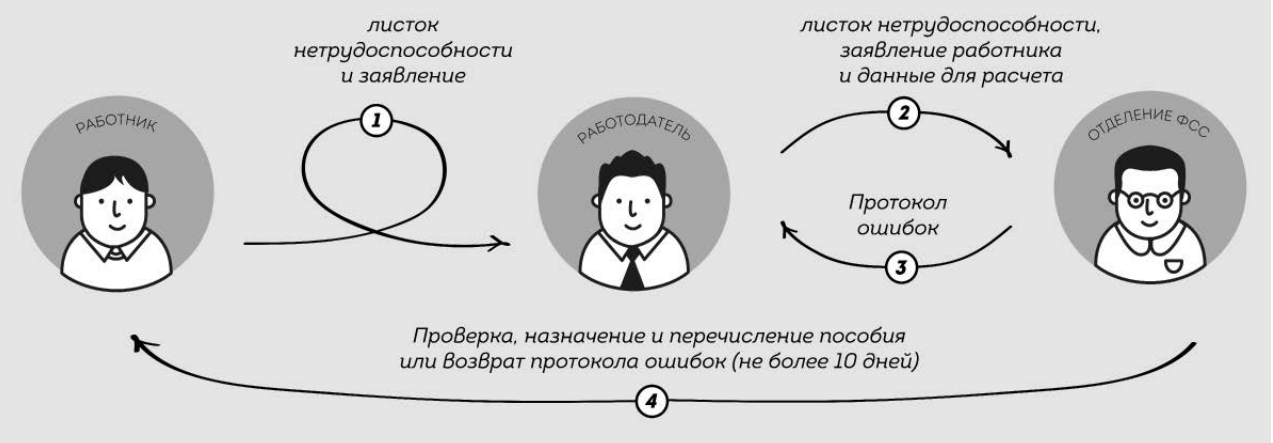 листок
нетрудоспособности
и заявление
листок нетрудоспособности,
заявление работника
и данные для расчета
РАБОТНИК
1
РАБОТОДАТЕЛЬ
2
ОТДЕЛЕНИЕ ФСС
Протокол
ошибок
3
Проверка, назначение и перечисление пособия
или возврат протокола ошибок (не более 10 дней)
4